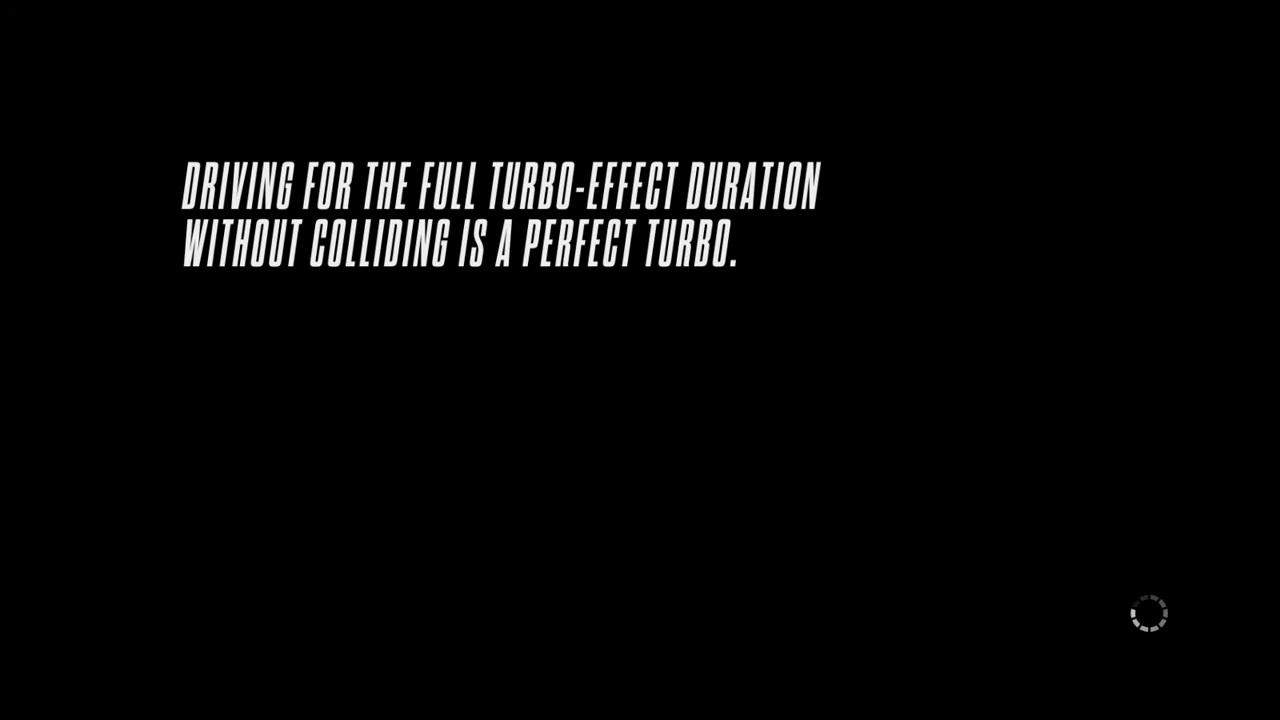 DRIVING FOR THE FULL TURBO-EFFECT DURATION
WITHOUT COLLIDING IS A PERFECT TURBO.